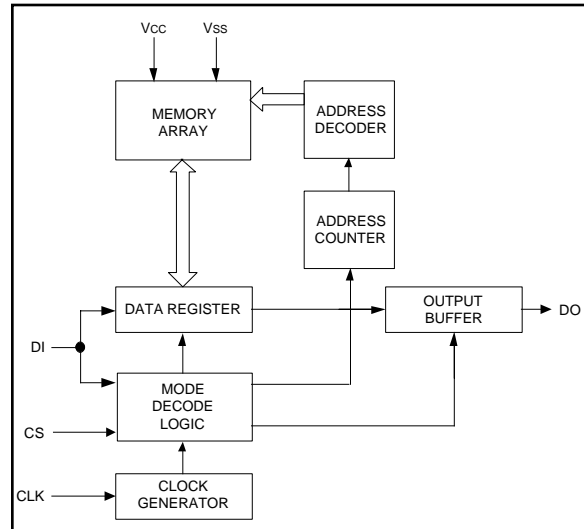 Vcc
Vss
MEMORY
ARRAY
ADDRESS
DECODER
ADDRESS
COUNTER
DATA REGISTER
OUTPUT
BUFFER
DO
DI
MODE
DECODE
LOGIC
CS
CLK
CLOCK
GENERATOR